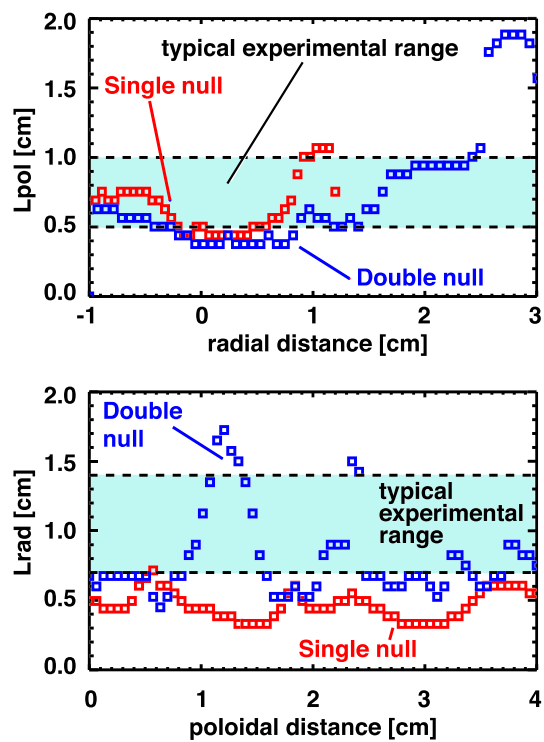 2.0
typical experimental range
Single null
1.5
Lpol [cm]
1.0
0.5
Double null
0.0
-1 0 1 2 3
radial distance [cm]
2.0
Double
null
1.5
typical
experimental
range
Lrad [cm]
1.0
0.5
Single null
0.0
0 1 2 3 4
poloidal distance [cm]